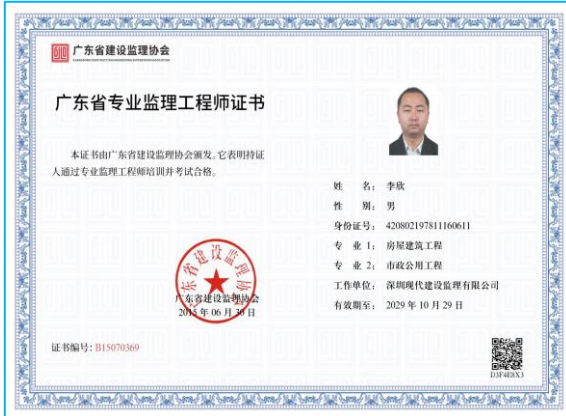 广东省建设监理协会
广东省专业监理工程师证书
本证书由广东省建设监理协会颁发。它表明持证
人通过专业监理工程师培训并考试合格。
姓 名: 李欣
性 别: 男
身份证号: 420802197811160611
专 业 1: 房屋建筑工程
专 业 2: 市政公用工程
工作单位: 深圳现代建设监理有限公司
有效期至: 2029 年 10 月 29 日
广东省建设监理协会
广东省建设监理协会
2015 年 06 月 30 日
证书编号: B15070369
D3F4E8X3